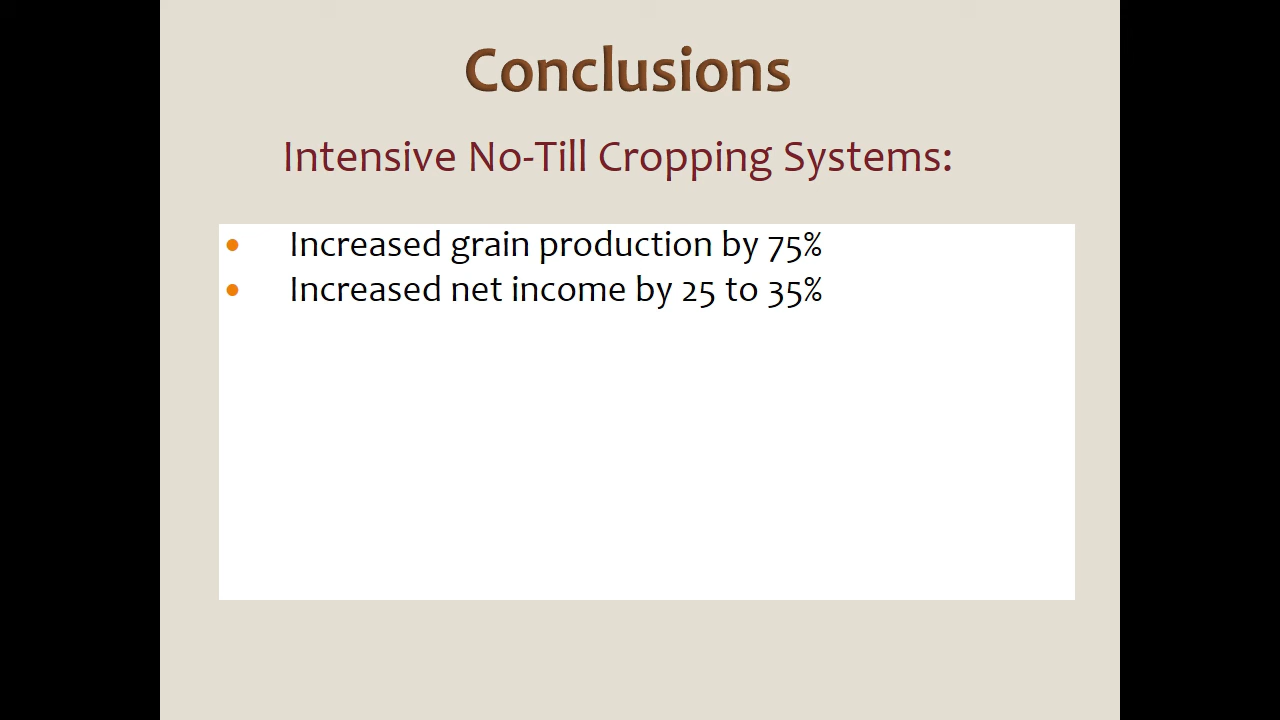 Conclusions
Intensive No-Till Cropping Systems:
• Increased grain production by 75%
• Increased net income by 25 to 35%